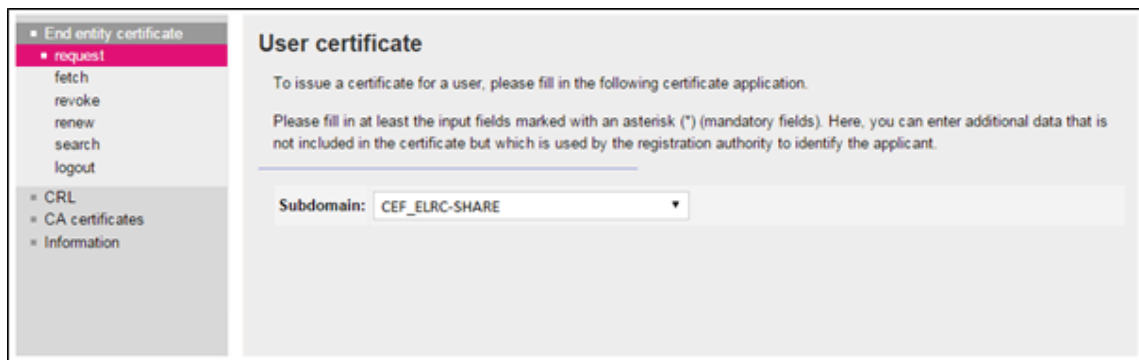 End entity certificate
request
fetch
revoke
renew
search
logout
CRL
CA certificates
Information
User certificate
To issue a certificate for a user, please fill in the following certificate application.
Please fill in at least the input fields marked with an asterisk (*) (mandatory fields). Here, you can enter additional data that is
not included in the certificate but which is used by the registration authority to identify the applicant.
Subdomain: CEF_ELRC-SHARE